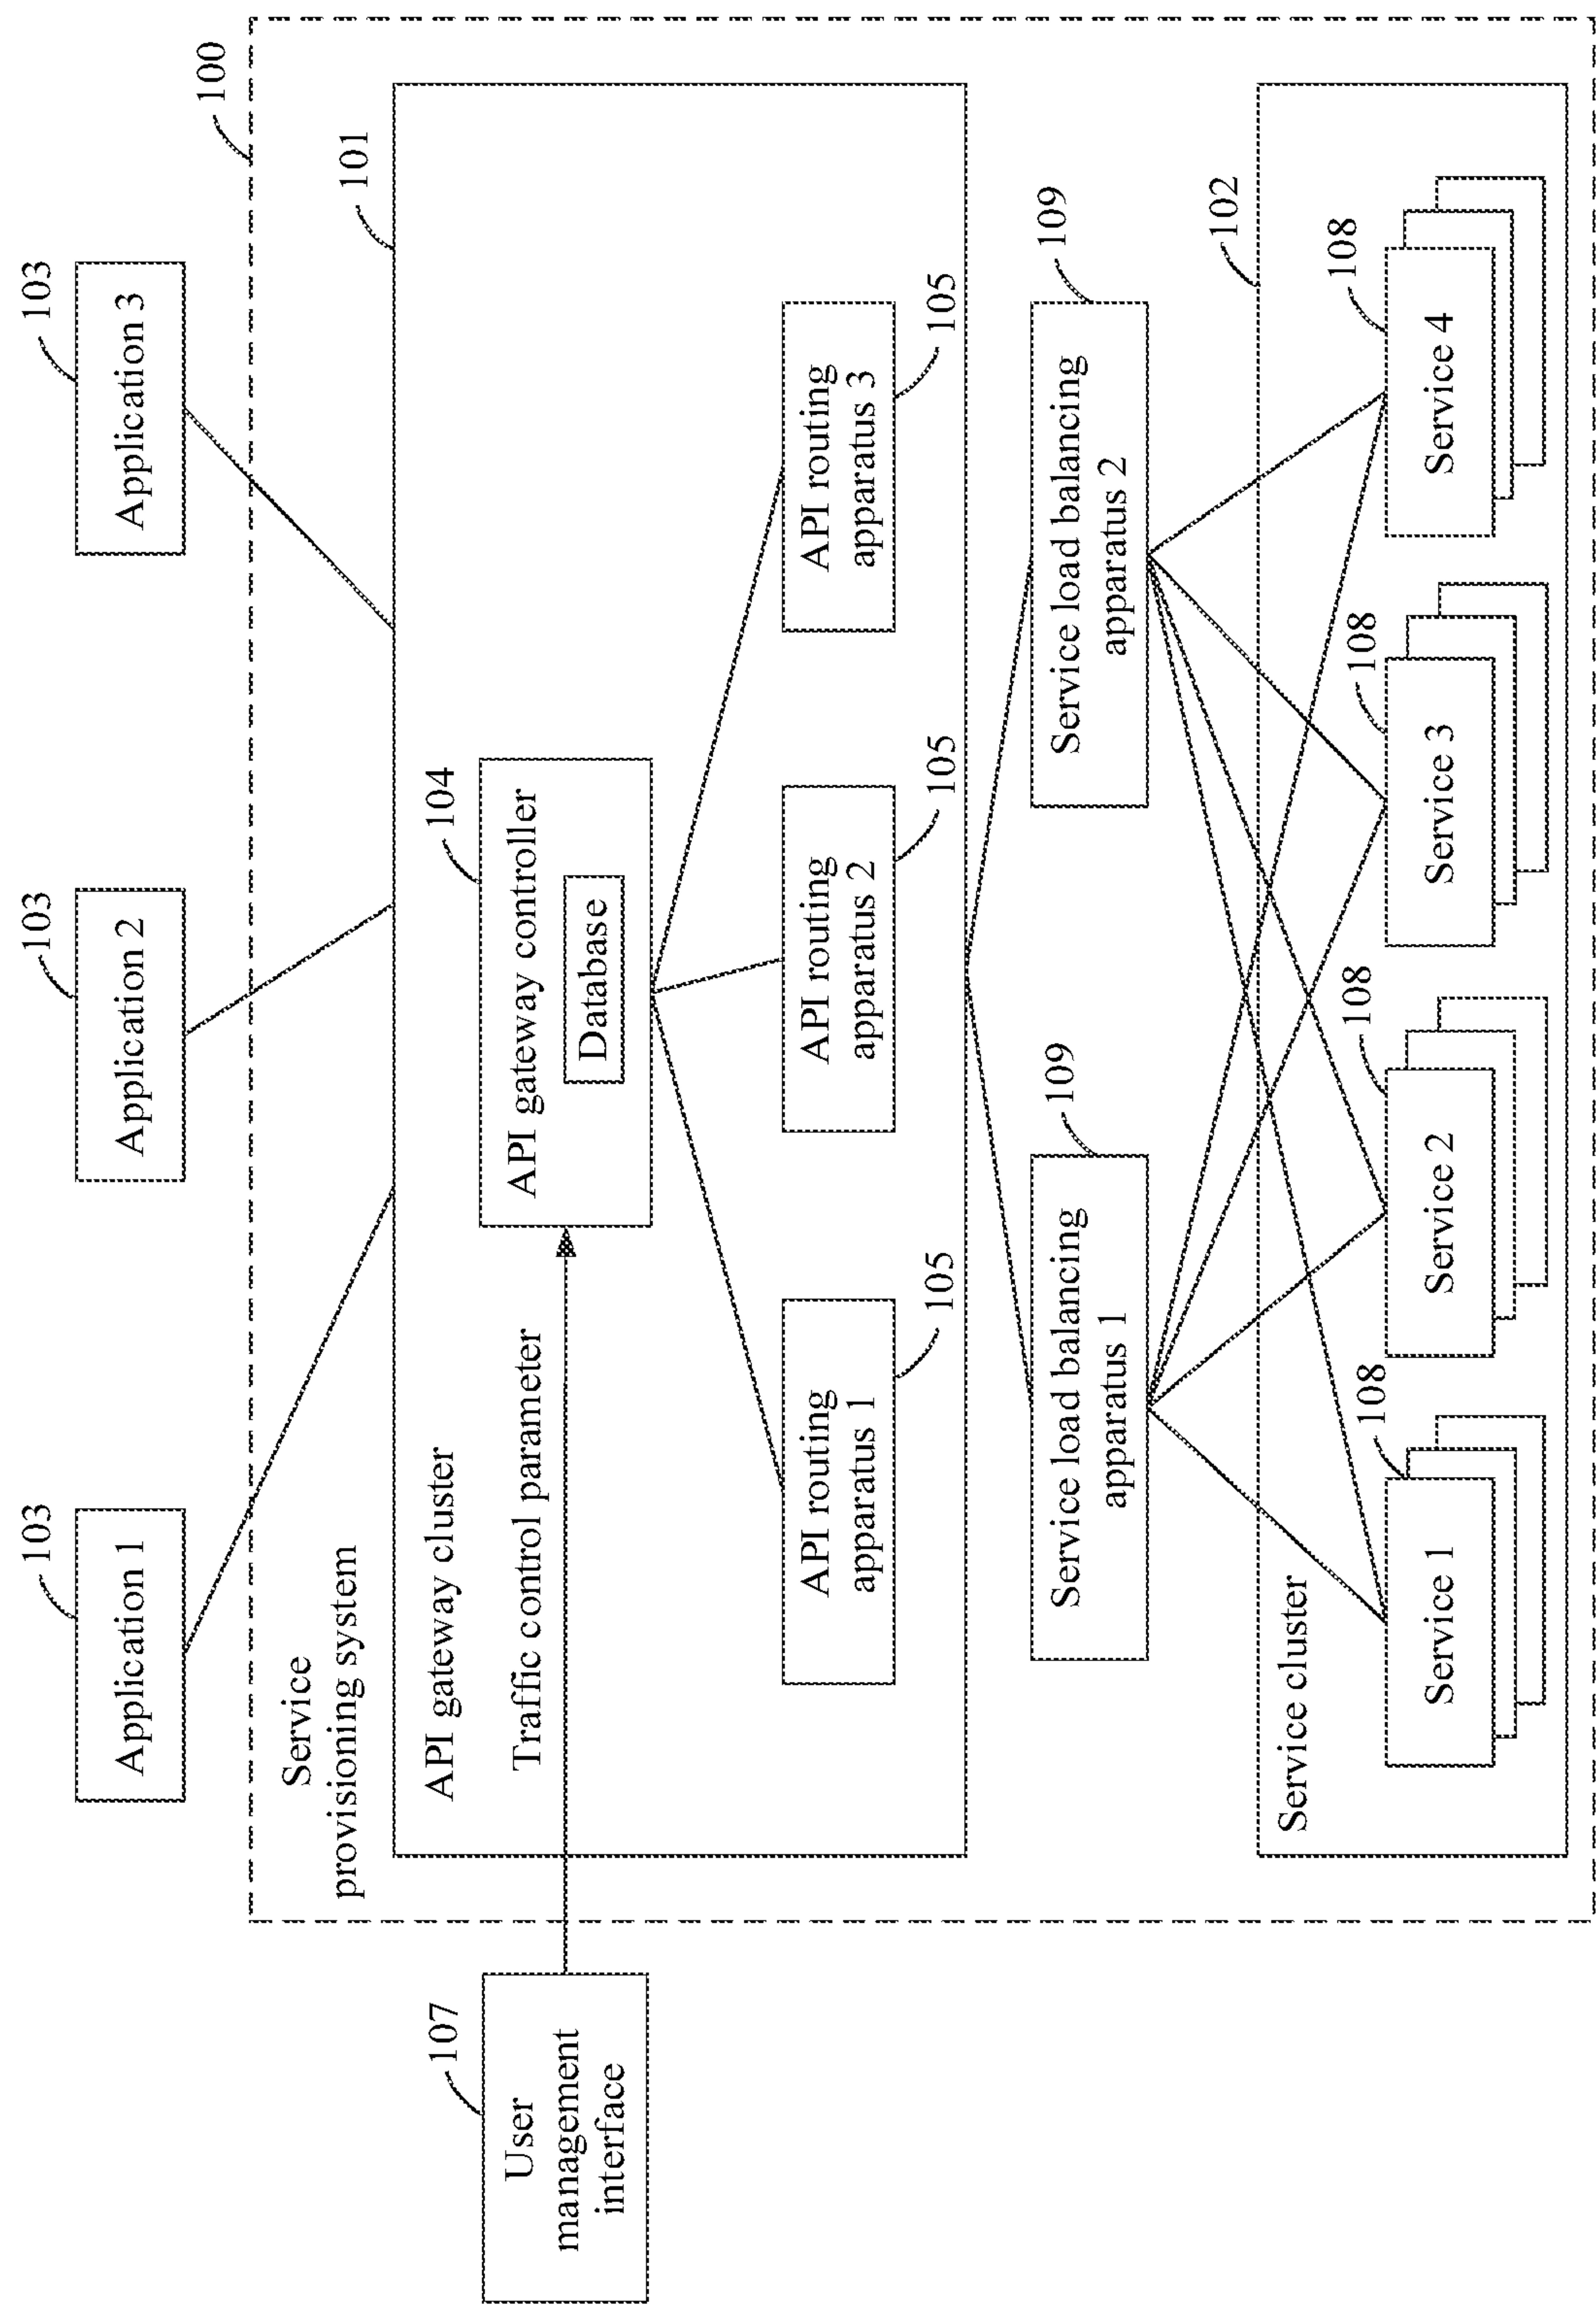 103
Application 1
103
Application 2
103
Application 3
100
Service
provisioning system
101
API gateway cluster
107
User
management
interface
Traffic control parameter
104
API gateway controller
Database
API routing
apparatus 1
105
API routing
apparatus 2
105
API routing
apparatus 3
105
Service load balancing
apparatus 1
109
Service load balancing
apparatus 2
109
102
Service cluster
108
Service 1
108
Service 2
108
Service 3
108
Service 4